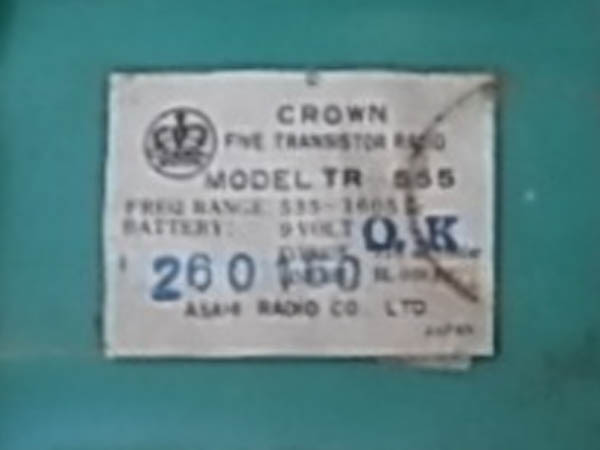 CROWN
FIVE TRANSISTOR RADIO
MODEL TR 555
FREQ RANGE: 535-1605
BATTERY: 9 VOLT
O.K
260160
ASAHI RADIO CO. LTD
JAPAN